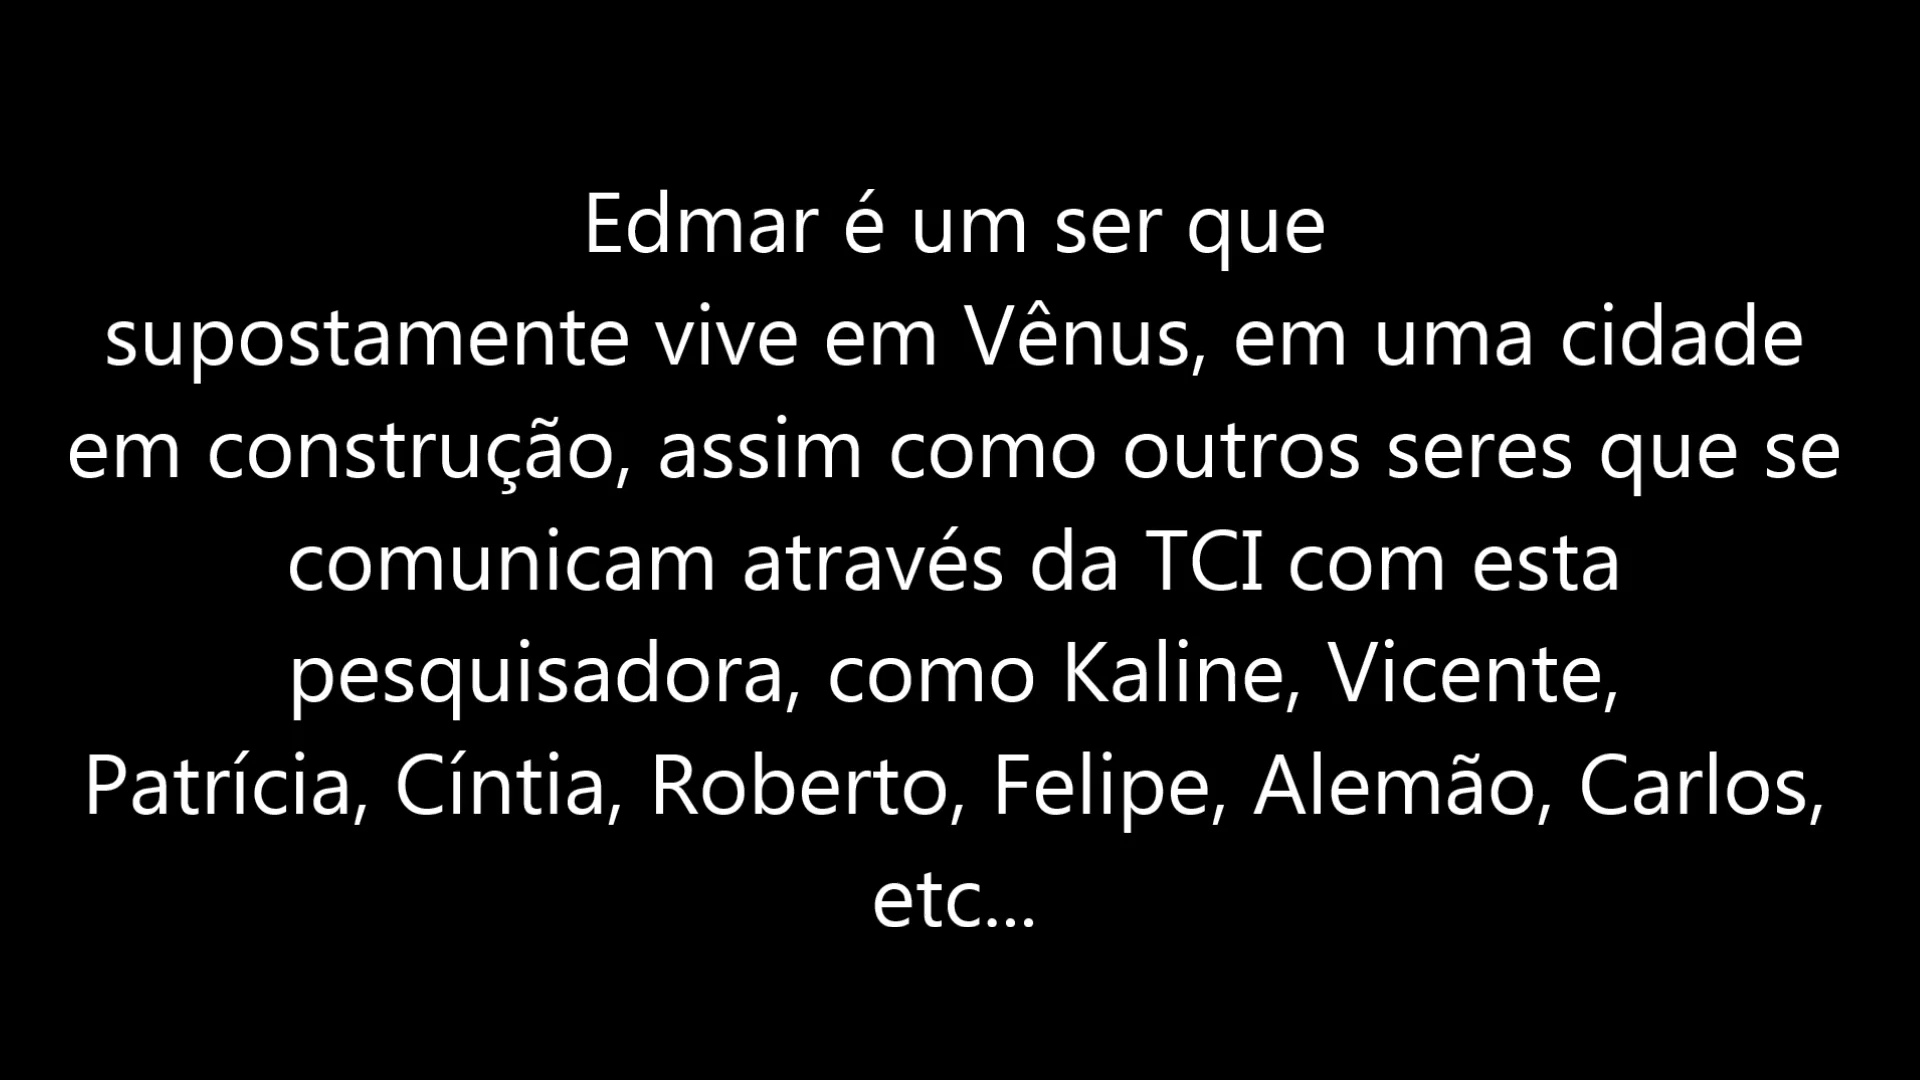 Edmar é um ser que
supostamente vive em Vênus, em uma cidade
em construção, assim como outros seres que se
comunicam através da TCI com esta
pesquisadora, como Kaline, Vicente,
Patrícia, Cíntia, Roberto, Felipe, Alemão, Carlos,
etc...